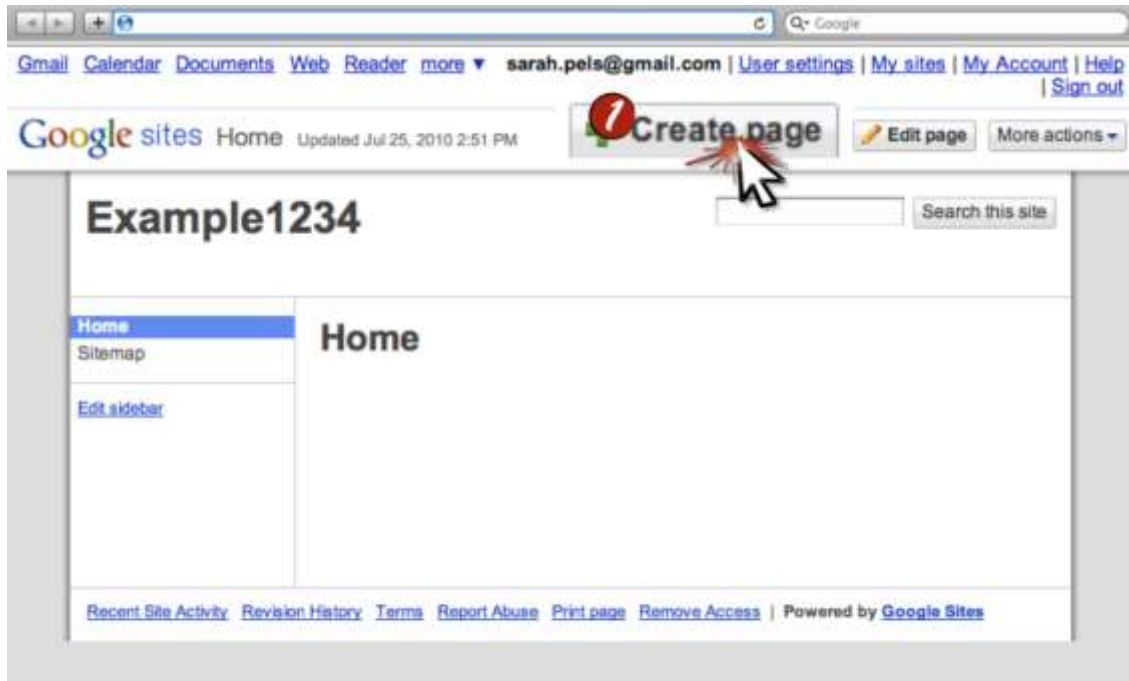 Google
Gmail Calendar Documents Web Reader more ▼ sarah.pels@gmail.com | User settings | My sites | My Account | Help
| Sign out
Google sites Home Updated Jul 25, 2010 2:51 PM 1 Create page Edit page More actions
Example1234 Search this site
Home
Sitemap
Edit sidebar
Home
Recent Site Activity Revision History Terms Report Abuse Print page Remove Access | Powered by Google Sites